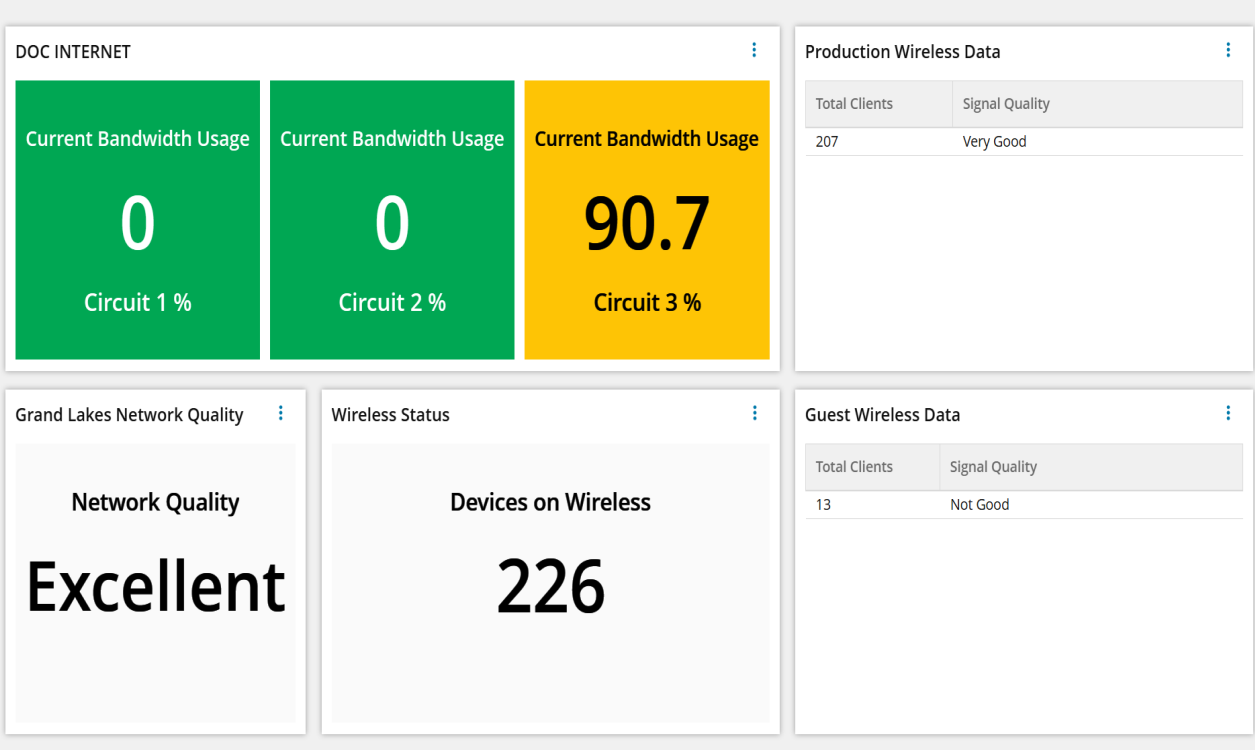 DOC INTERNET
Current Bandwidth Usage
0
Circuit 1 %
Current Bandwidth Usage
0
Circuit 2 %
Current Bandwidth Usage
90.7
Circuit 3 %
Production Wireless Data
Total Clients Signal Quality
207 Very Good
Grand Lakes Network Quality
Network Quality
Excellent
Wireless Status
Devices on Wireless
226
Guest Wireless Data
Total Clients Signal Quality
13 Not Good